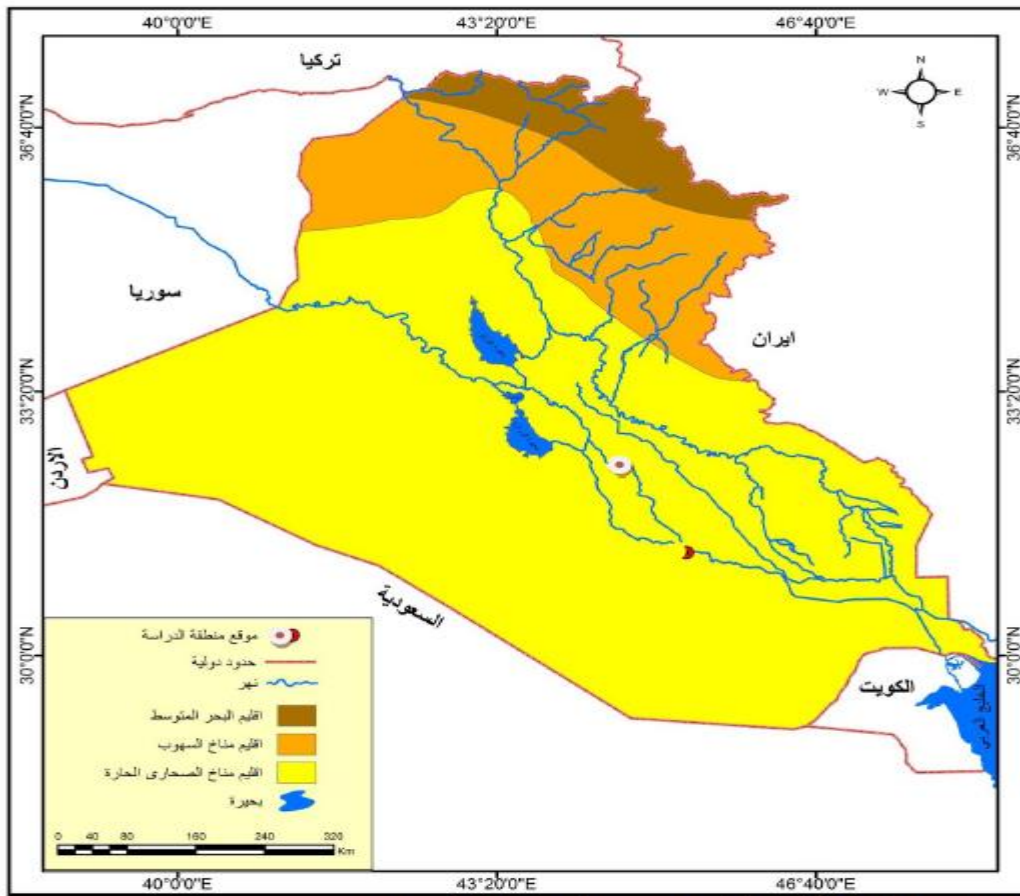 40°0'0"E 43°20'0"E 46°40'0"E
تركيا
N
W E
S
36°40'0"N 36°40'0"N
سوريا
ايران
33°20'0"N 33°20'0"N
الاردن
السعودية
30°0'0"N 30°0'0"N
الكويت
الخليج العربي
موقع منطقة الدراسة
حدود دولية
نهر
اقليم البحر المتوسط
اقليم مناخ السهوب
اقليم مناخ الصحارى الحارة
بحيرة
0 40 80 160 240 320
Km
40°0'0"E 43°20'0"E 46°40'0"E